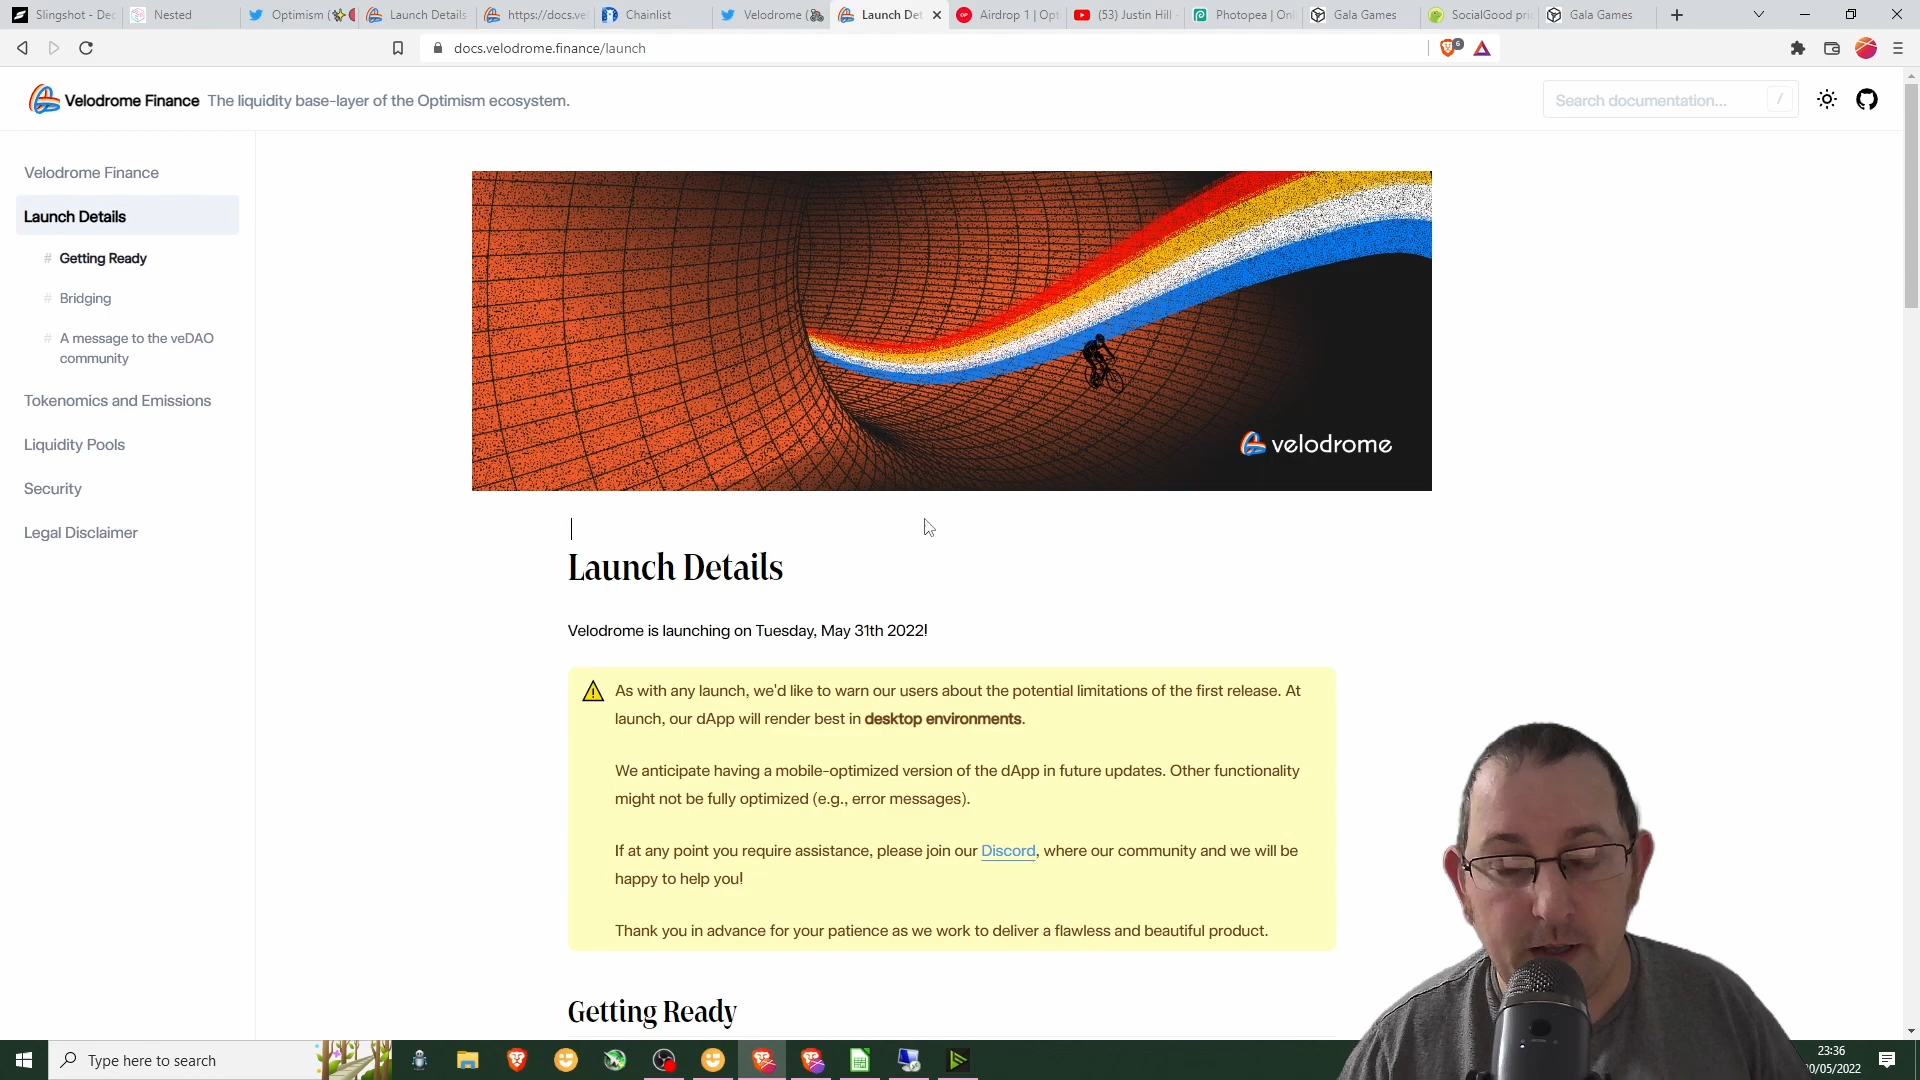 Slingshot - Dec
Nested
Optimism (
Launch Details
https://docs.vel
Chainlist
Velodrome (
Launch Det
Airdrop 1 | Opt
(53) Justin Hill -
Photopea | Onl
Gala Games
SocialGood pri
Gala Games
docs.velodrome.finance/launch
6
Velodrome Finance The liquidity base-layer of the Optimism ecosystem.
Search documentation... /
Velodrome Finance
Launch Details
# Getting Ready
# Bridging
# A message to the veDAO
community
Tokenomics and Emissions
Liquidity Pools
Security
Legal Disclaimer
velodrome
Launch Details
Velodrome is launching on Tuesday, May 31th 2022!
As with any launch, we'd like to warn our users about the potential limitations of the first release. At
launch, our dApp will render best in desktop environments.
We anticipate having a mobile-optimized version of the dApp in future updates. Other functionality
might not be fully optimized (e.g., error messages).
If at any point you require assistance, please join our Discord, where our community and we will be
happy to help you!
Thank you in advance for your patience as we work to deliver a flawless and beautiful product.
Getting Ready
Type here to search
23:36
0/05/2022